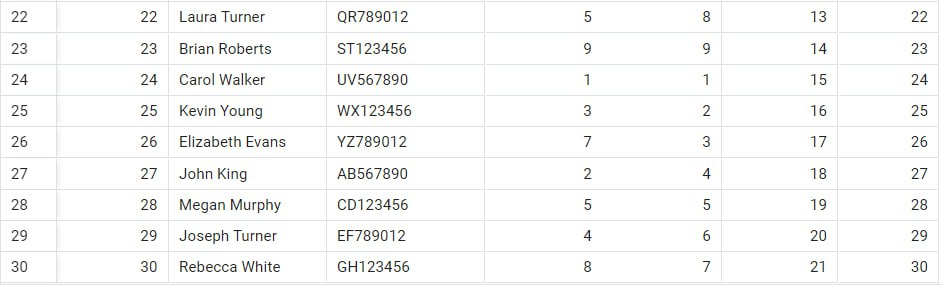 22 22 Laura Turner QR789012 5 8 13 22
23 23 Brian Roberts ST123456 9 9 14 23
24 24 Carol Walker UV567890 1 1 15 24
25 25 Kevin Young WX123456 3 2 16 25
26 26 Elizabeth Evans YZ789012 7 3 17 26
27 27 John King AB567890 2 4 18 27
28 28 Megan Murphy CD123456 5 5 19 28
29 29 Joseph Turner EF789012 4 6 20 29
30 30 Rebecca White GH123456 8 7 21 30